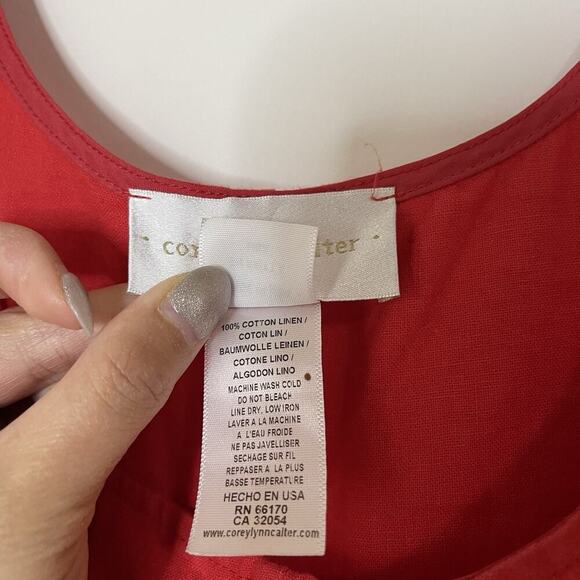 100% COTTON LINEN /
COTON LIN /
BAUMWOLLE LEINEN /
COTONE LINO /
ALGODON LINO
MACHINE WASH COLD
DO NOT BLEACH
LINE DRY, LOW IRON
LAVER A LA MACHINE
A L'EAU FROIDE
NE PAS JAVELLISER
SECHAGE SUR FIL
REPPASER A LA PLUS
BASSE TEMPERATURE
HECHO EN USA
RN 66170
CA 32054
www.coreylynncalter.com